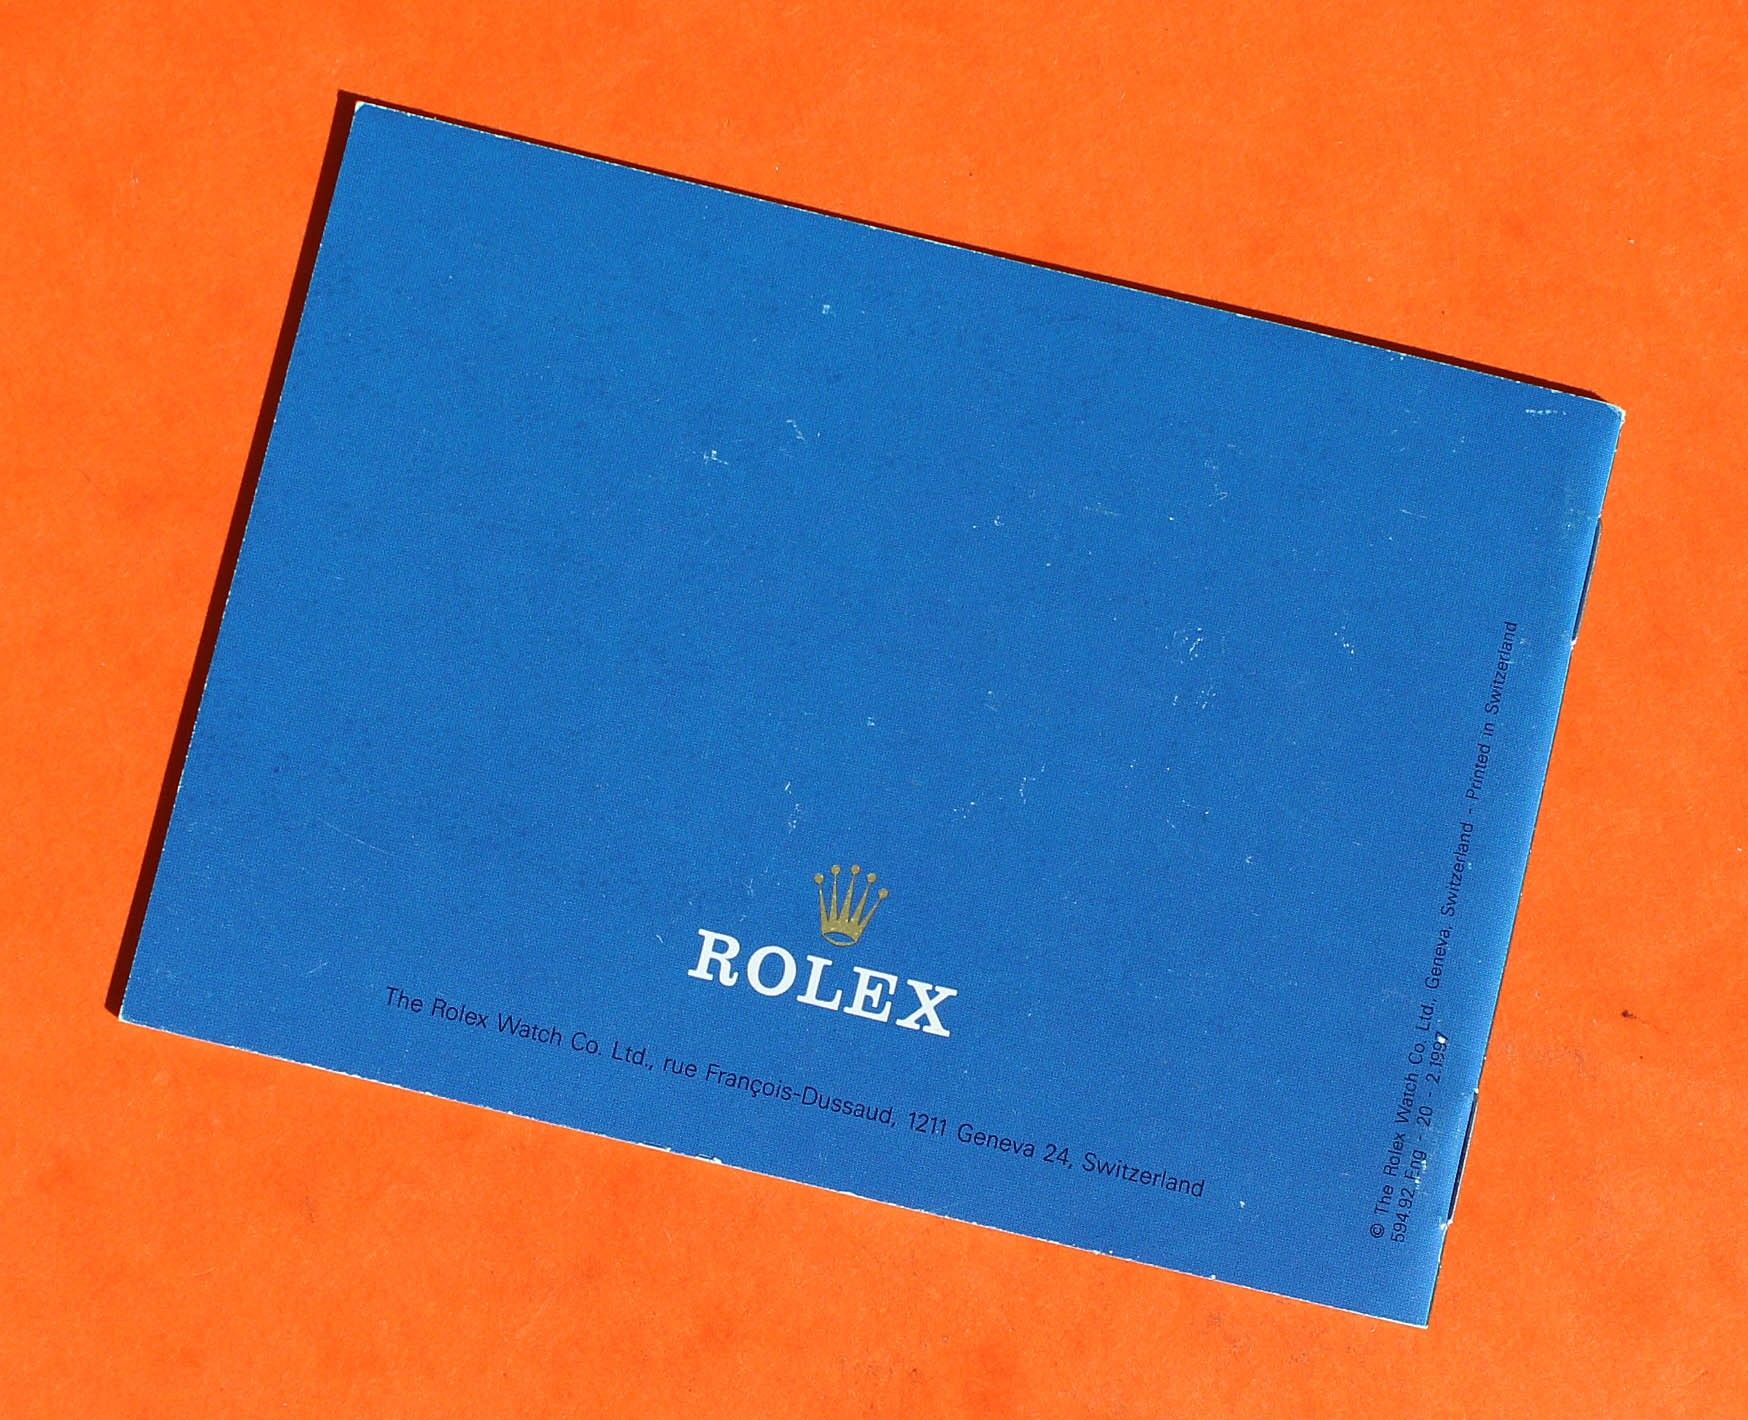 ROLEX
The Rolex Watch Co. Ltd., rue François-Dussaud, 1211 Geneva 24, Switzerland
© The Rolex Watch Co. Ltd., Geneva, Switzerland - Printed in Switzerland
594.92 Eng - 20 - 2.1997